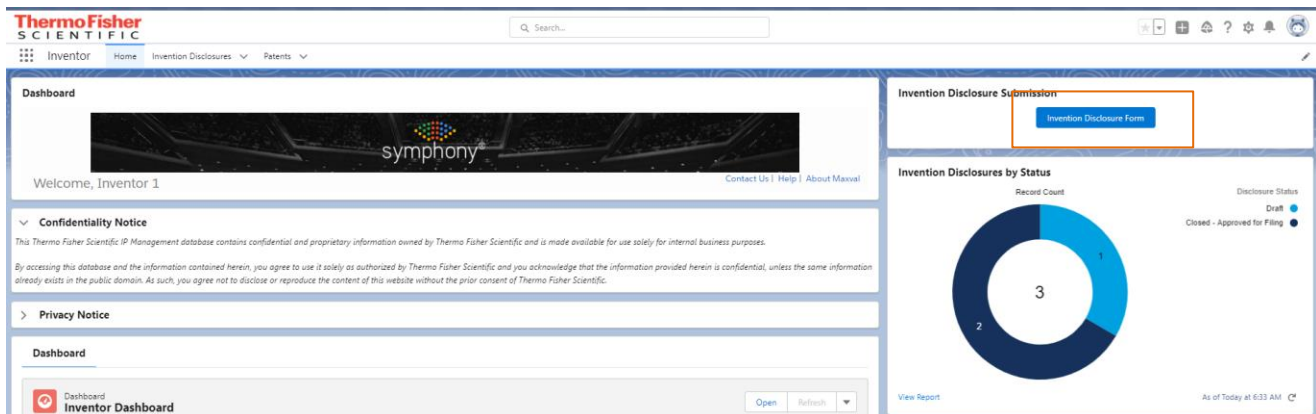 ThermoFisher
SCIENTIFIC
Search...
Inventor Home Invention Disclosures Patents
Dashboard
symphony®
Welcome, Inventor 1
Contact Us | Help | About Maxval
Confidentiality Notice
This Thermo Fisher Scientific IP Management database contains confidential and proprietary information owned by Thermo Fisher Scientific and is made available for use solely for internal business purposes.
By accessing this database and the information contained herein, you agree to use it solely as authorized by Thermo Fisher Scientific and you acknowledge that the information provided herein is confidential, unless the same information
already exists in the public domain. As such, you agree not to disclose or reproduce the content of this website without the prior consent of Thermo Fisher Scientific.
Privacy Notice
Dashboard
Dashboard
Inventor Dashboard
Open Refresh
Invention Disclosure Submission
Invention Disclosure Form
Invention Disclosures by Status
Record Count
Disclosure Status
Draft
Closed - Approved for Filing
1
3
2
View Report
As of Today at 6:33 AM